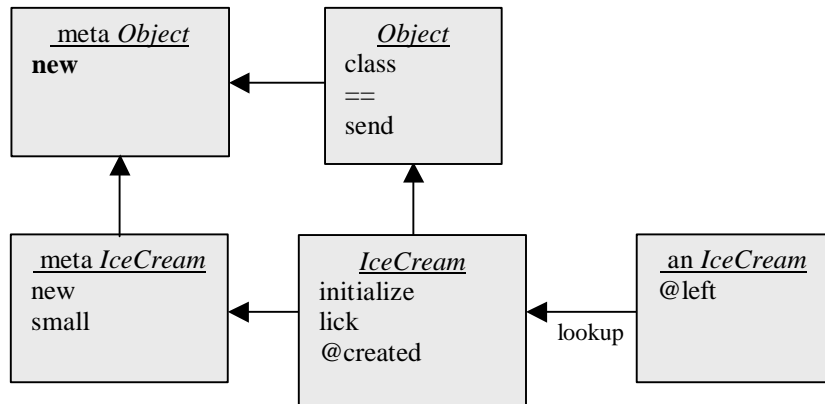 meta Object
new
Object
class
==
send
meta IceCream
new
small
IceCream
initialize
lick
@created
an IceCream
@left
lookup